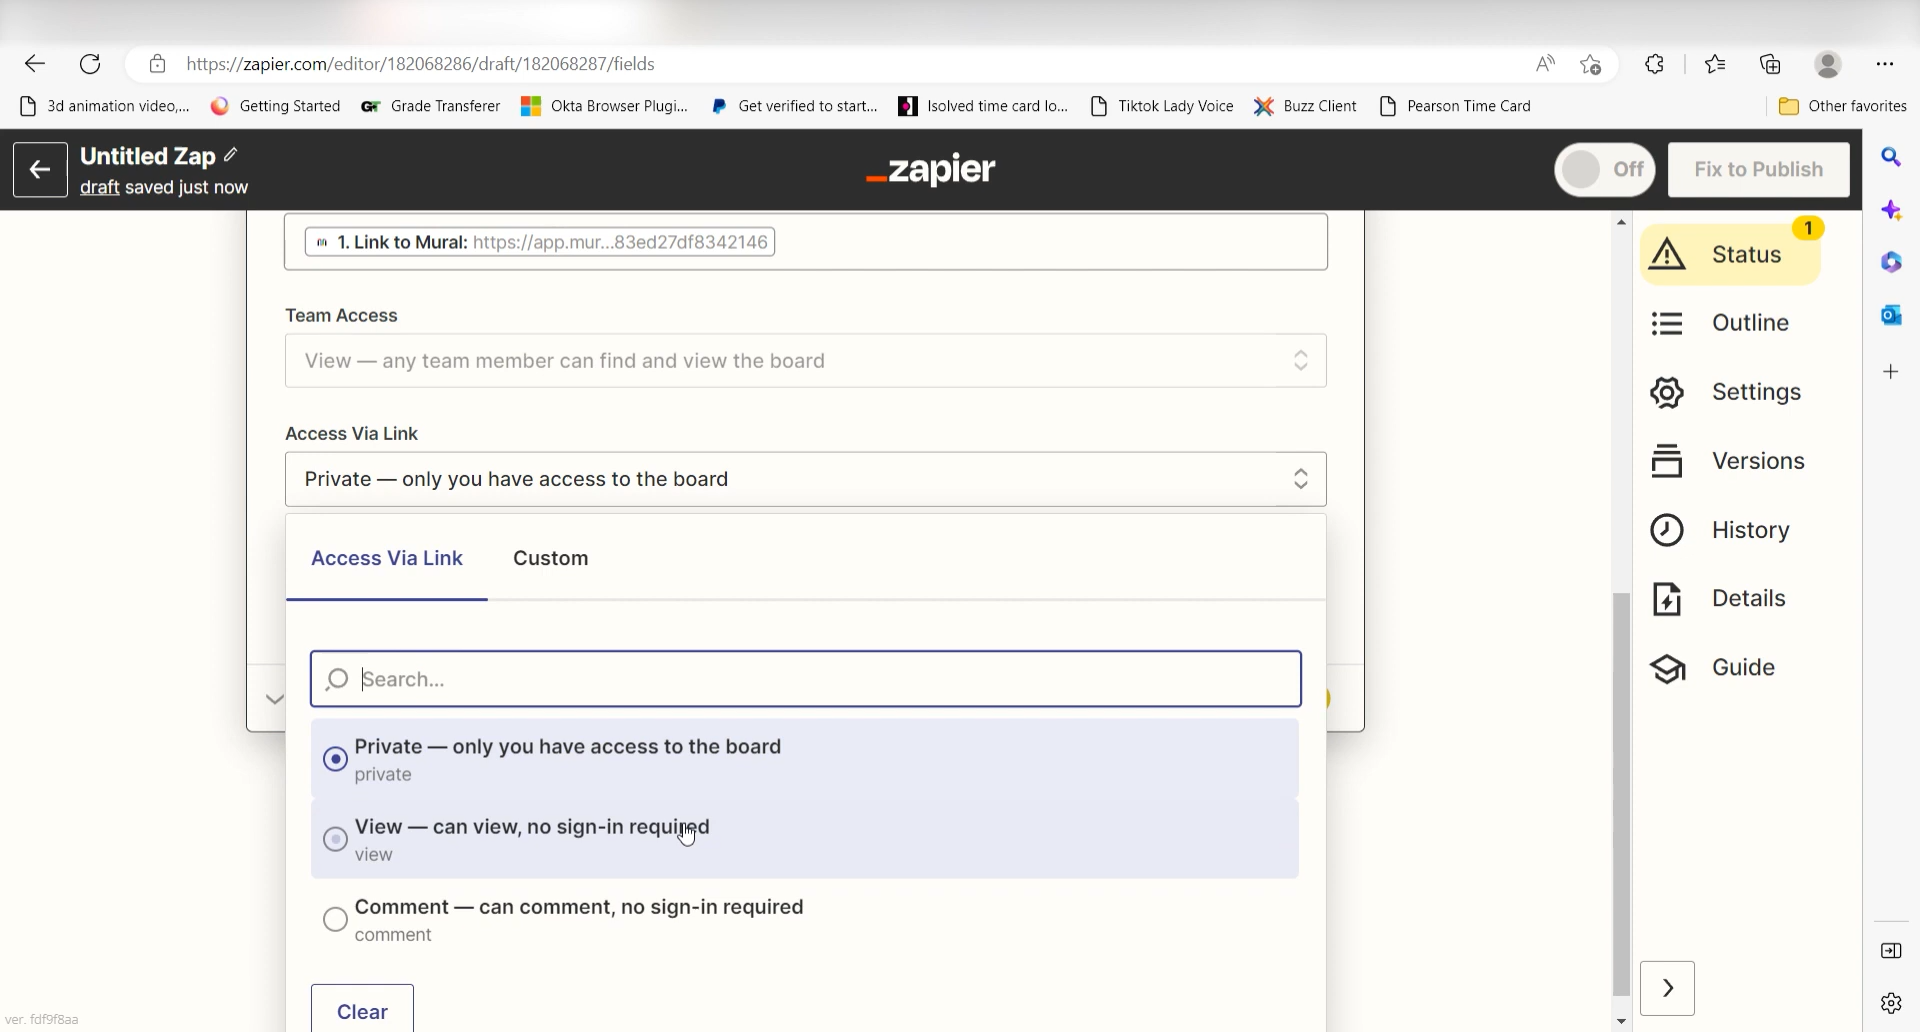 https://zapier.com/editor/182068286/draft/182068287/fields
3d animation video,...
Getting Started
GT Grade Transferer
Okta Browser Plugi...
Get verified to start...
Isolved time card lo...
Tiktok Lady Voice
Buzz Client
Pearson Time Card
Other favorites
Untitled Zap
draft saved just now
_zapier
Off
Fix to Publish
1. Link to Mural: https://app.mur...83ed27df8342146
Team Access
View — any team member can find and view the board
Access Via Link
Private — only you have access to the board
Access Via Link
Custom
Search...
Private — only you have access to the board
private
View — can view, no sign-in required
view
Comment — can comment, no sign-in required
comment
Clear
1
Status
Outline
Settings
Versions
History
Details
Guide
ver. fdf9f8aa